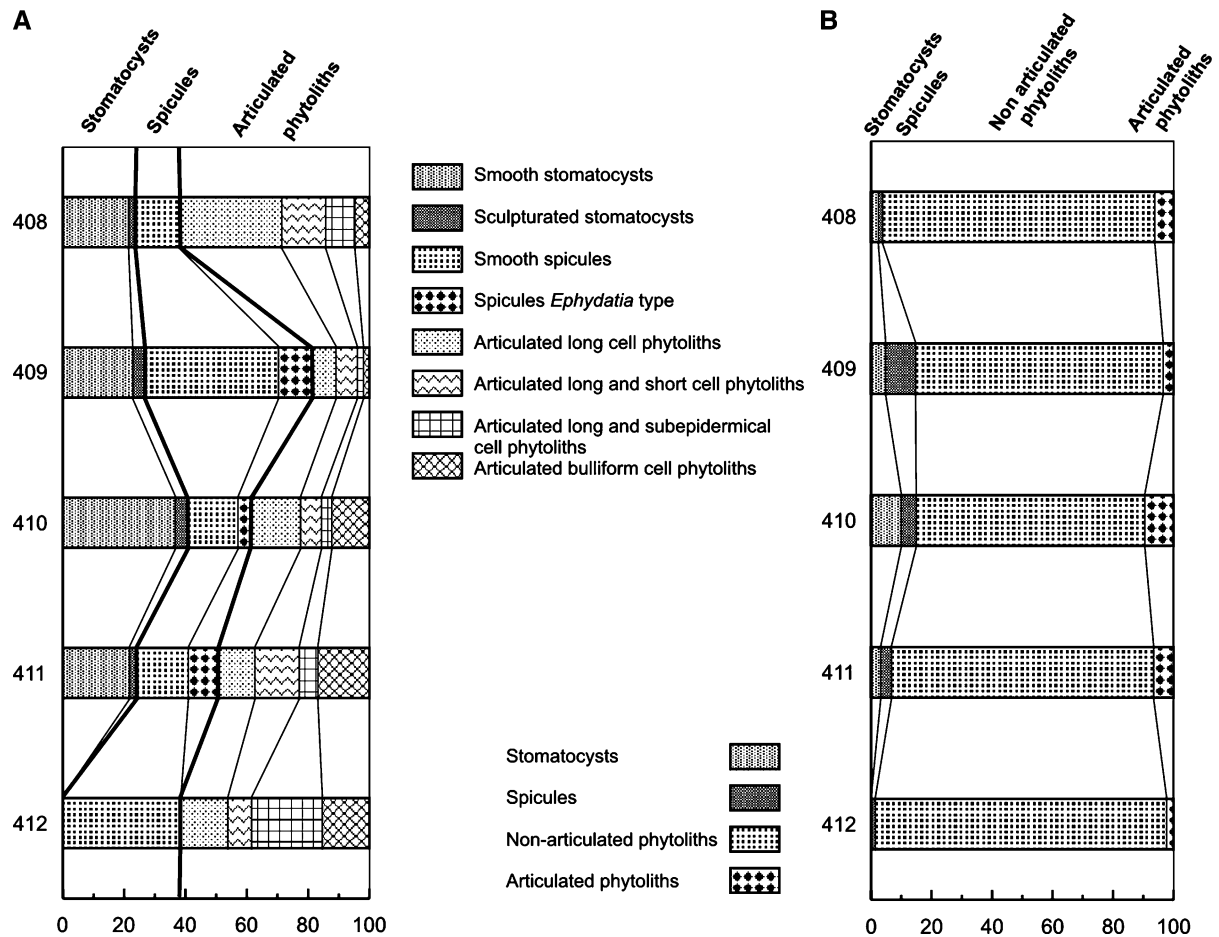 A
Stomatocysts
Spicules
Articulated
phytoliths
408
409
410
411
412
0 20 40 60 80 100
Smooth stomatocysts
Sculpturated stomatocysts
Smooth spicules
Spicules Ephydatia type
Articulated long cell phytoliths
Articulated long and short cell phytoliths
Articulated long and subepidermical
cell phytoliths
Articulated bulliform cell phytoliths
Stomatocysts
Spicules
Non-articulated phytoliths
Articulated phytoliths
B
Stomatocysts
Spicules
Non articulated
phytoliths
Articulated
phytoliths
408
409
410
411
412
0 20 40 60 80 100